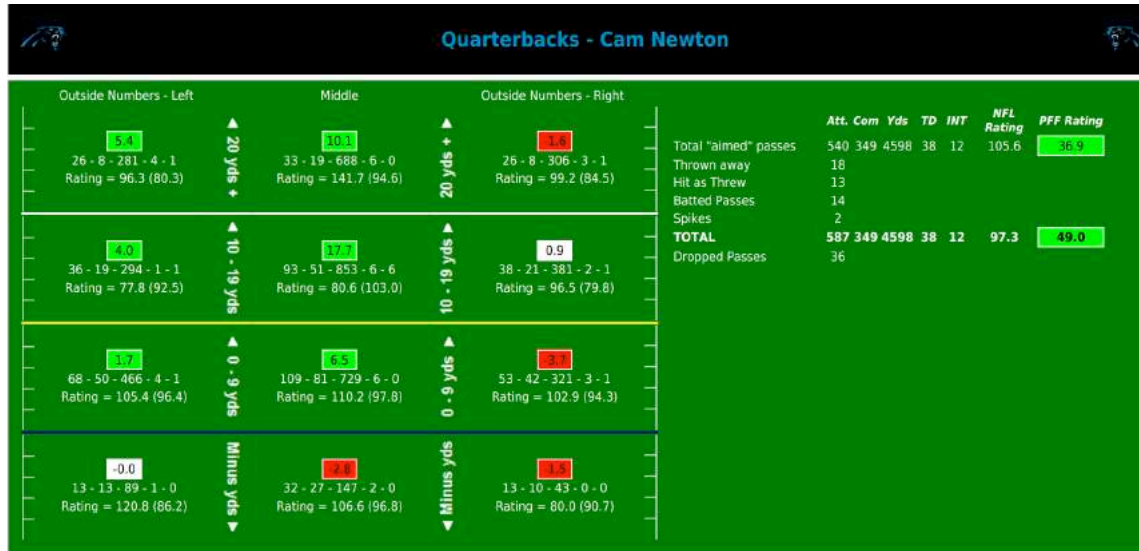 Quarterbacks - Cam Newton
Outside Numbers - Left
Middle
Outside Numbers - Right
5.4
26 - 8 - 281 - 4 - 1
Rating = 96.3 (80.3)
20 yds +
10.1
33 - 19 - 688 - 6 - 0
Rating = 141.7 (94.6)
20 yds +
-1.6
26 - 8 - 306 - 3 - 1
Rating = 99.2 (84.5)
4.0
36 - 19 - 294 - 1 - 1
Rating = 77.8 (92.5)
10 - 19 yds
17.7
93 - 51 - 853 - 6 - 6
Rating = 80.6 (103.0)
10 - 19 yds
0.9
38 - 21 - 381 - 2 - 1
Rating = 96.5 (79.8)
1.7
68 - 50 - 466 - 4 - 1
Rating = 105.4 (96.4)
0 - 9 yds
6.5
109 - 81 - 729 - 6 - 0
Rating = 110.2 (97.8)
0 - 9 yds
-3.7
53 - 42 - 321 - 3 - 1
Rating = 102.9 (94.3)
-0.0
13 - 13 - 89 - 1 - 0
Rating = 120.8 (86.2)
Minus yds
-2.8
32 - 27 - 147 - 2 - 0
Rating = 106.6 (96.8)
Minus yds
-1.5
13 - 10 - 43 - 0 - 0
Rating = 80.0 (90.7)
Att. Com Yds TD INT NFL Rating PFF Rating
Total "aimed" passes 540 349 4598 38 12 105.6 36.9
Thrown away 18
Hit as Threw 13
Batted Passes 14
Spikes 2
TOTAL 587 349 4598 38 12 97.3 49.0
Dropped Passes 36